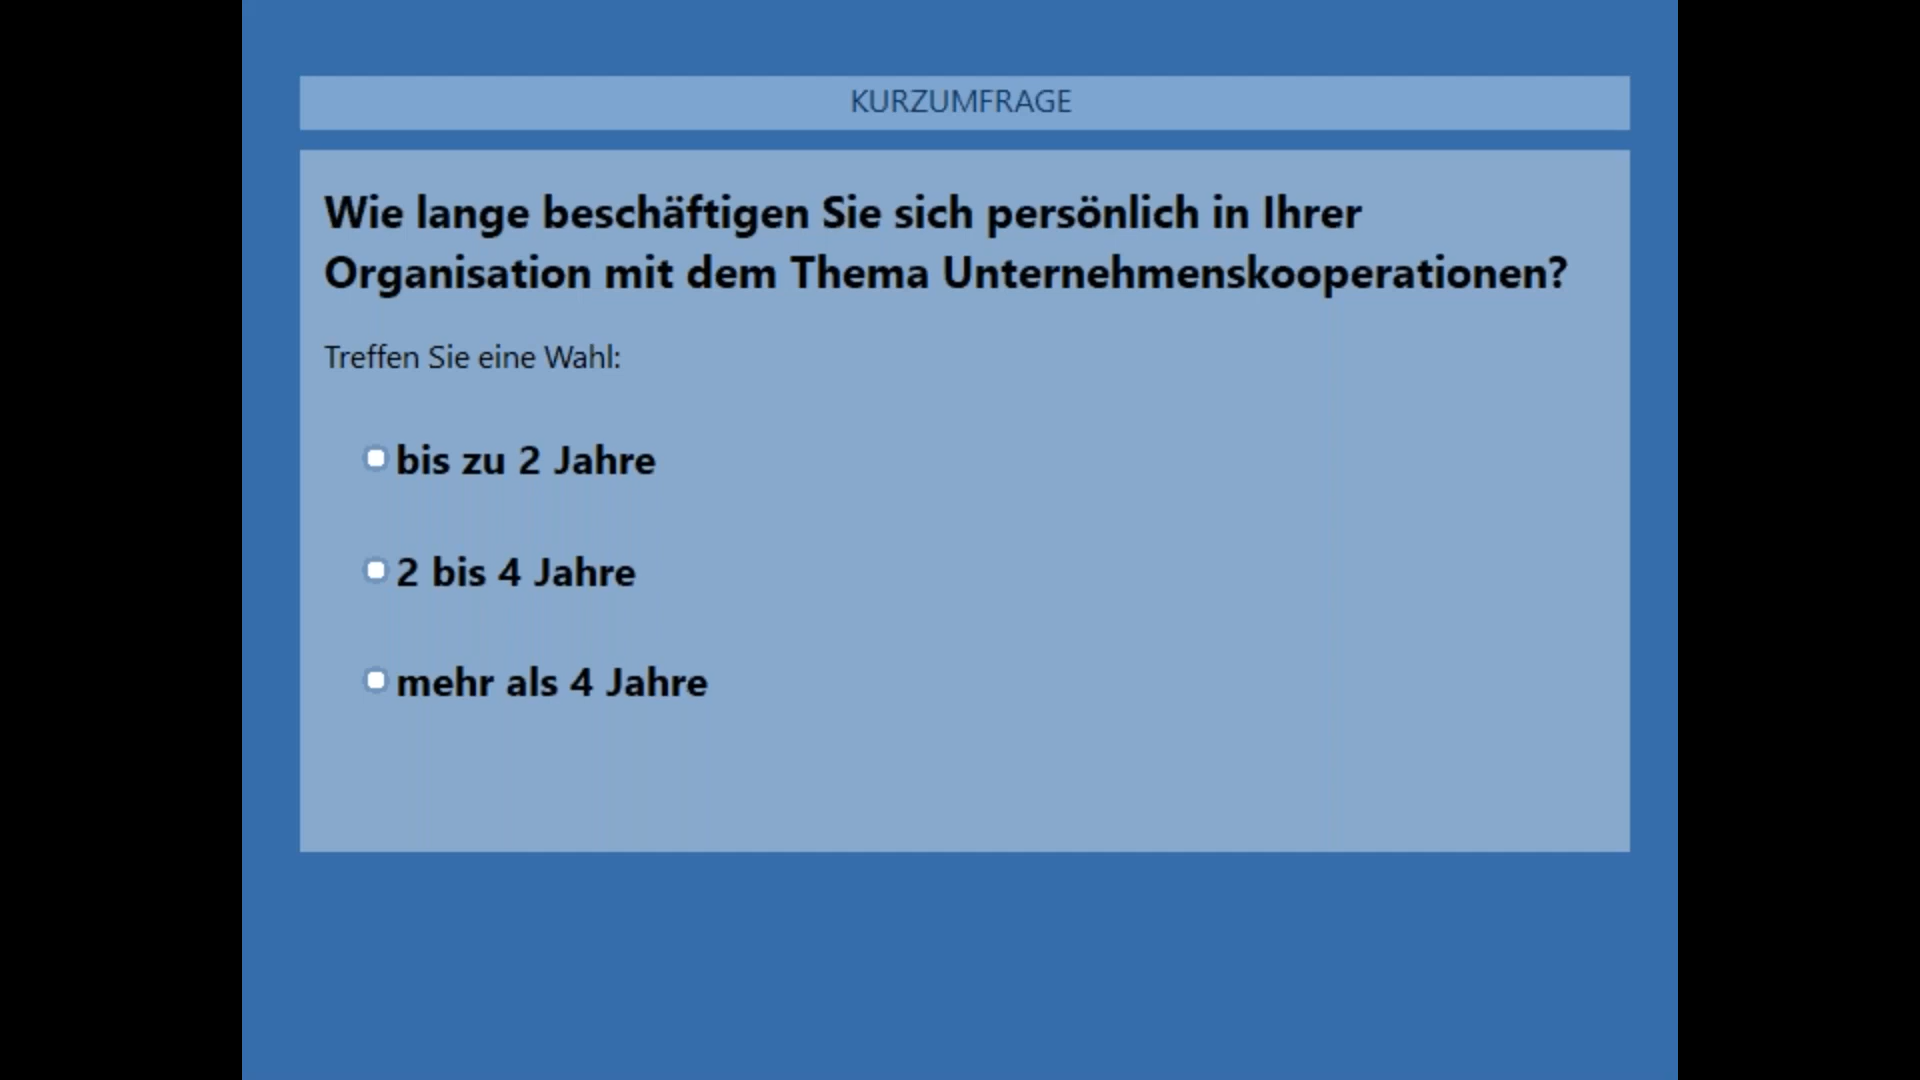 KURZUMFRAGE
Wie lange beschäftigen Sie sich persönlich in Ihrer
Organisation mit dem Thema Unternehmenskooperationen?
Treffen Sie eine Wahl:
bis zu 2 Jahre
2 bis 4 Jahre
mehr als 4 Jahre